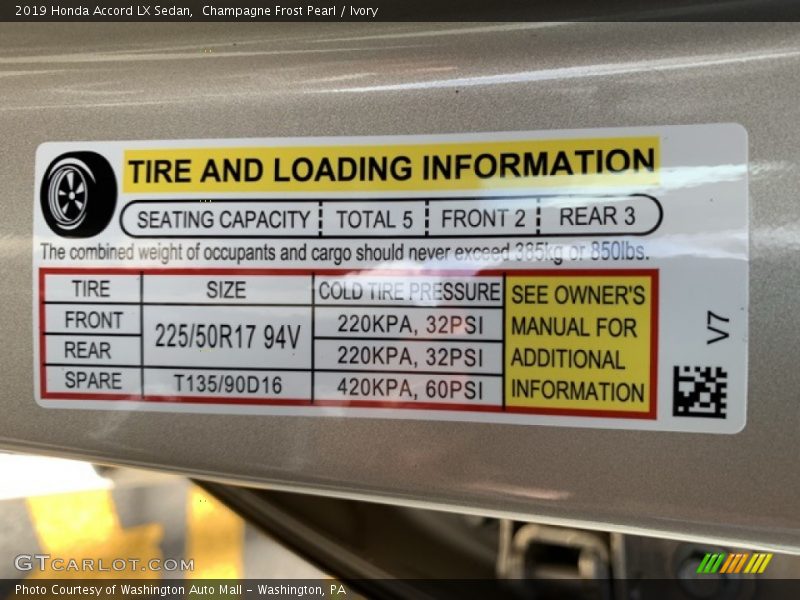 2019 Honda Accord LX Sedan,  Champagne Frost Pearl / Ivory
TIRE AND LOADING INFORMATION
SEATING CAPACITY TOTAL 5 FRONT 2 REAR 3
The combined weight of occupants and cargo should never exceed 385kg or 850lbs.
TIRE SIZE COLD TIRE PRESSURE
FRONT 225/50R17 94V 220KPA, 32PSI
REAR 220KPA, 32PSI
SPARE T135/90D16 420KPA, 60PSI
SEE OWNER'S
MANUAL FOR
ADDITIONAL
INFORMATION
V7
GTCARLOT.COM
Photo Courtesy of Washington Auto Mall - Washington, PA